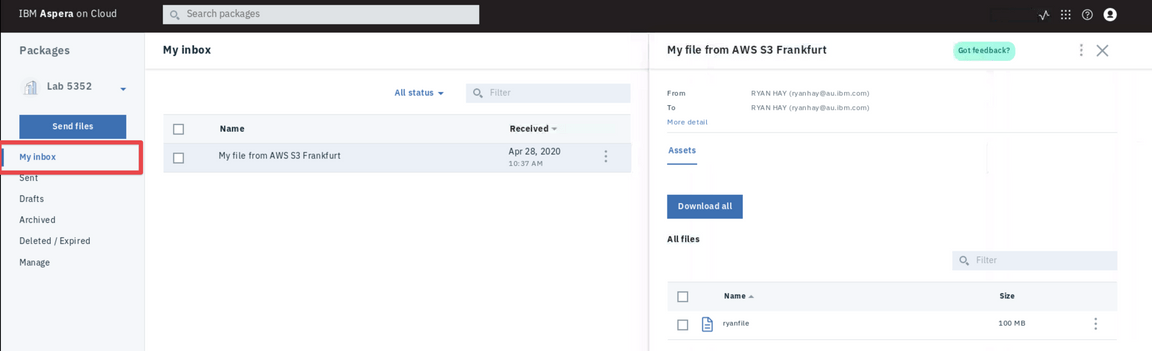 IBM Aspera on Cloud
Search packages
Packages
Lab 5352
Send files
My inbox
Sent
Drafts
Archived
Deleted / Expired
Manage
My inbox
All status
Filter
Name Received
My file from AWS S3 Frankfurt Apr 28, 2020
10:37 AM
My file from AWS S3 Frankfurt
Got feedback?
From RYAN HAY (ryanhay@au.ibm.com)
To RYAN HAY (ryanhay@au.ibm.com)
More detail
Assets
Download all
All files
Filter
Name Size
ryanfile 100 MB